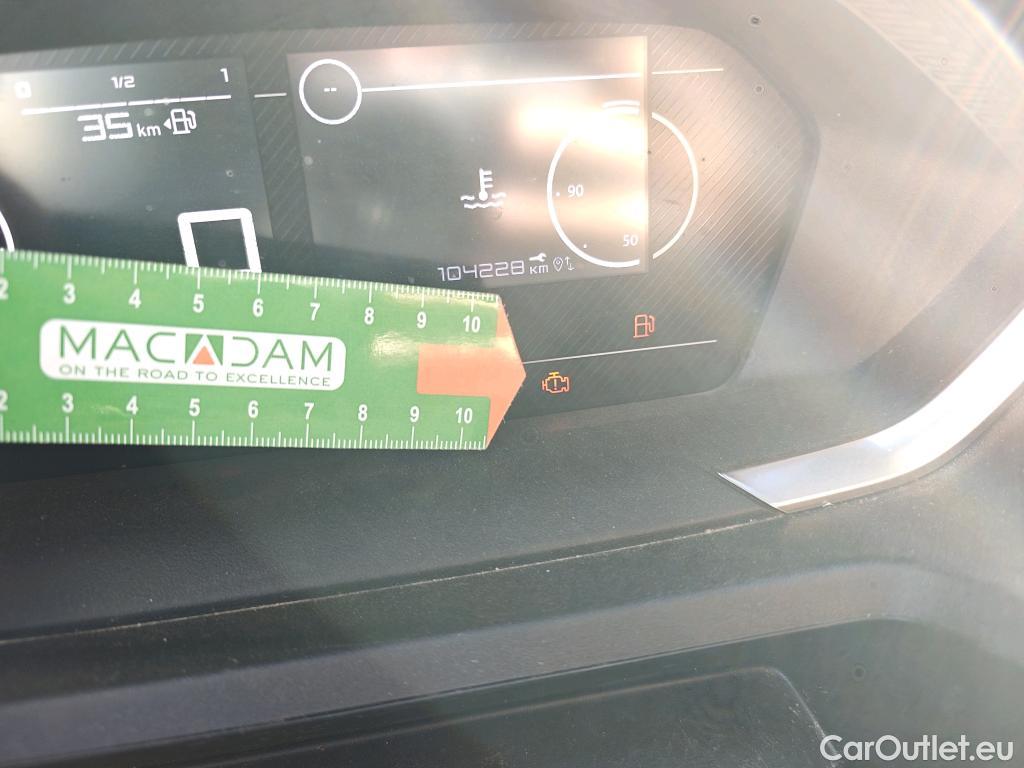 1/2
1
35 km
--
90
50
104228 KM
2 3 4 5 6 7 8 9 10
MACADAM
ON THE ROAD TO EXCELLENCE
2 3 4 5 6 7 8 9 10
CarOutlet.eu